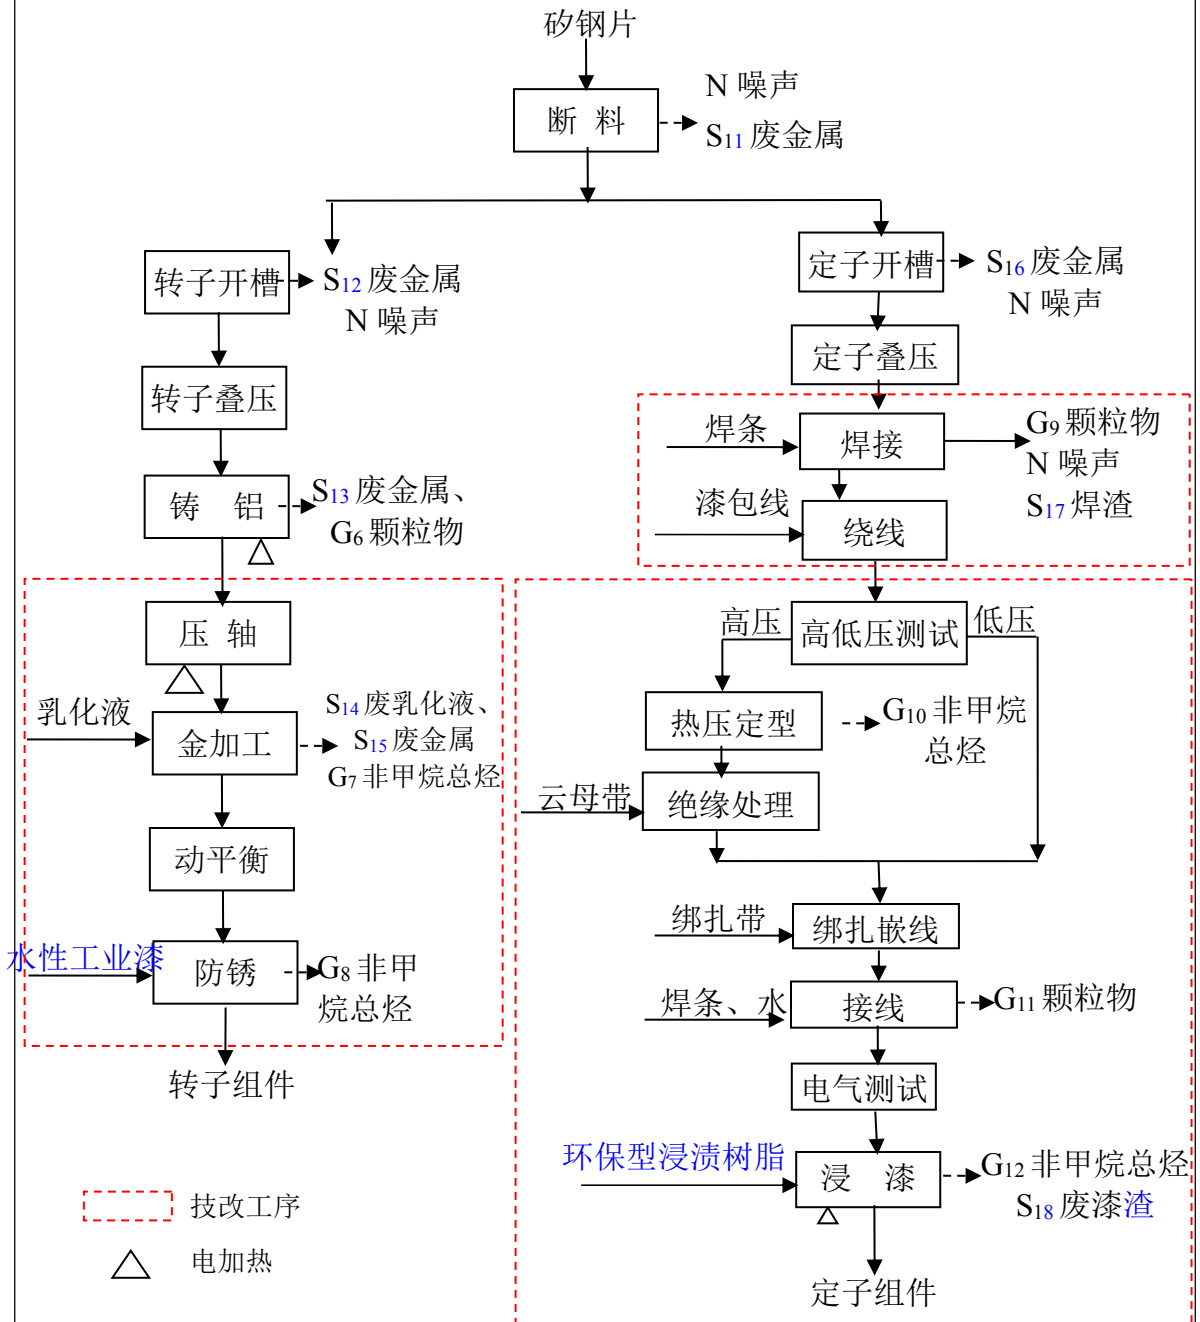 矽钢片
断 料
N 噪声
S11 废金属
转子开槽
S12 废金属
N 噪声
转子叠压
铸 铝
S13 废金属、
G6 颗粒物
压 轴
乳化液
金加工
S14 废乳化液、
S15 废金属
G7 非甲烷总烃
动平衡
水性工业漆
防锈
G8 非甲
烷总烃
转子组件
定子开槽
S16 废金属
N 噪声
定子叠压
焊条
焊接
G9 颗粒物
N 噪声
S17 焊渣
漆包线
绕线
高压
高低压测试
低压
热压定型
G10 非甲烷
总烃
云母带
绝缘处理
绑扎带
绑扎嵌线
焊条、水
接线
G11 颗粒物
电气测试
环保型浸渍树脂
浸 漆
G12 非甲烷总烃
S18 废漆渣
定子组件
技改工序
电加热